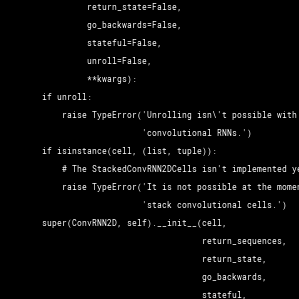 return_state=False,
go_backwards=False,
stateful=False,
unroll=False,
**kwargs):
if unroll:
raise TypeError('Unrolling isn\'t possible with
'convolutional RNNs.')
if isinstance(cell, (list, tuple)):
# The StackedConvRNN2DCells isn't implemented ye
raise TypeError('It is not possible at the momen
'stack convolutional cells.')
super(ConvRNN2D, self).__init__(cell,
return_sequences,
return_state,
go_backwards,
stateful,